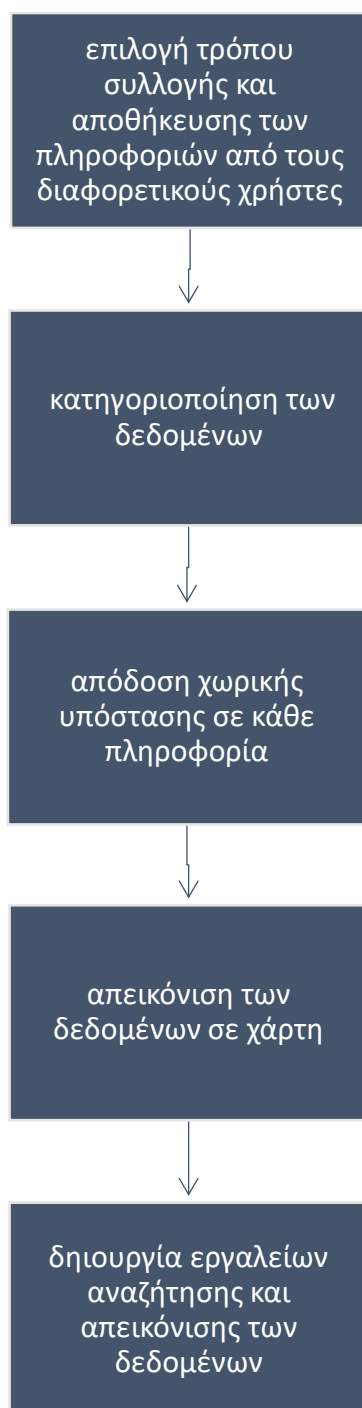 επιλογή τρόπου
συλλογής και
αποθήκευσης των
πληροφοριών από τους
διαφορετικούς χρήστες
κατηγοριοποίηση των
δεδομένων
απόδοση χωρικής
υπόστασης σε κάθε
πληροφορία
απεικόνιση των
δεδομένων σε χάρτη
δηιουργία εργαλείων
αναζήτησης και
απεικόνισης των
δεδομένων